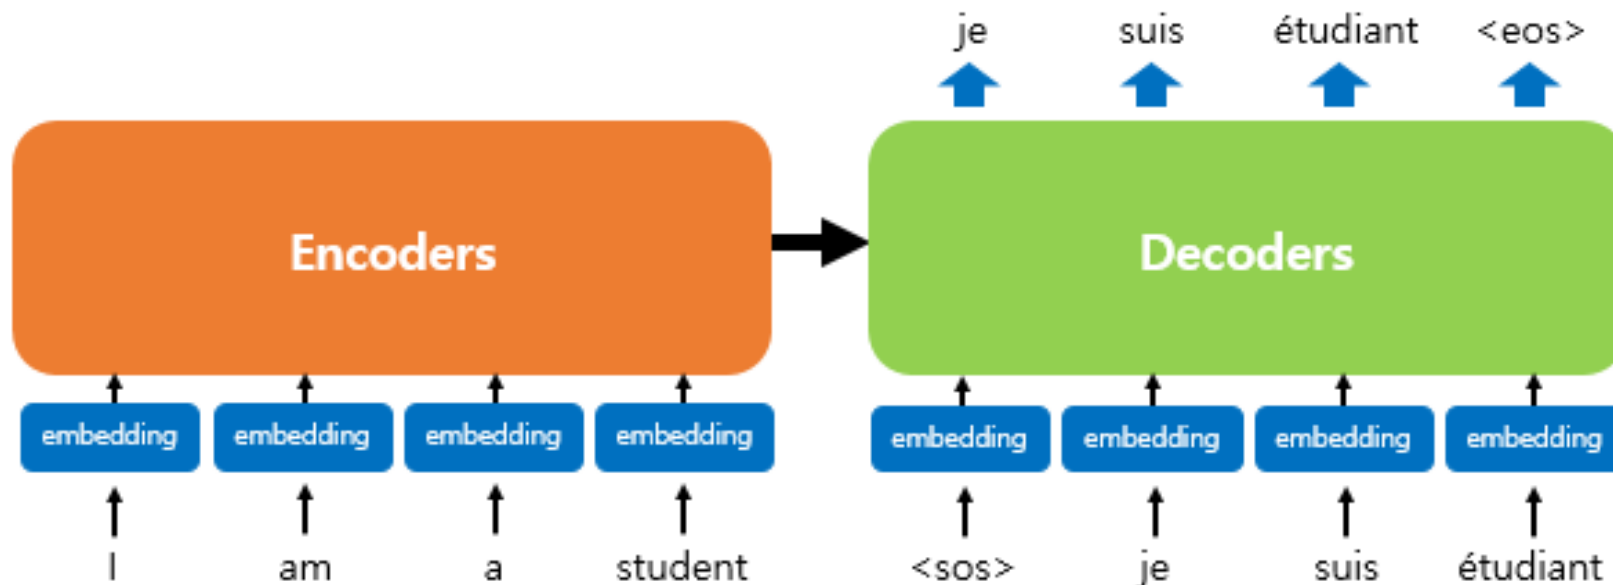 je suis étudiant <eos>
Encoders
Decoders
embedding embedding embedding embedding embedding embedding embedding embedding
I am a student <sos> je suis étudiant